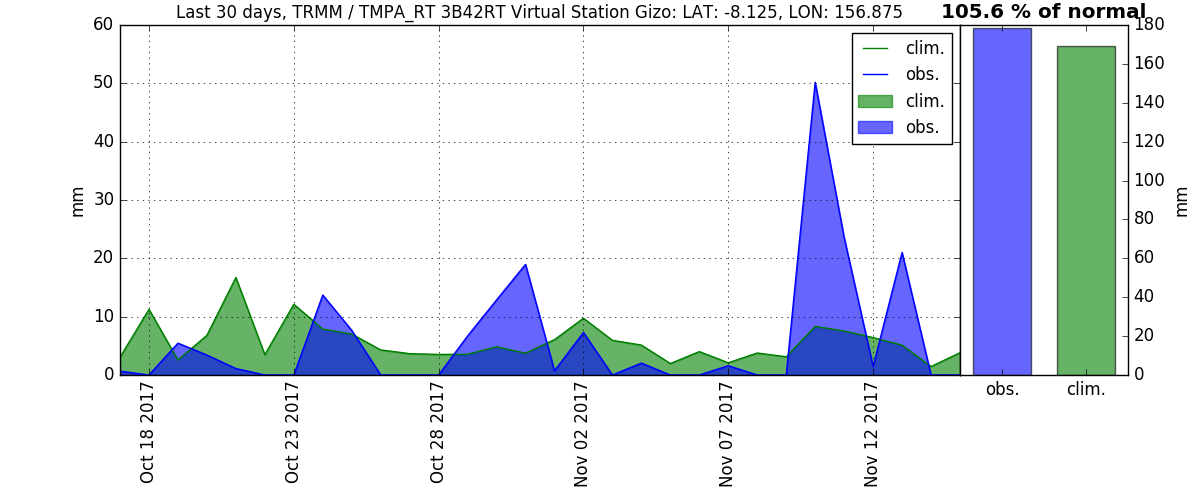 Last 30 days, TRMM / TMPA_RT 3B42RT Virtual Station Gizo: LAT: -8.125, LON: 156.875
105.6 % of normal
60
50
40
30
20
10
0
mm
clim.
obs.
clim.
obs.
180
160
140
120
100
80
60
40
20
0
mm
Oct 18 2017
Oct 23 2017
Oct 28 2017
Nov 02 2017
Nov 07 2017
Nov 12 2017
obs.
clim.